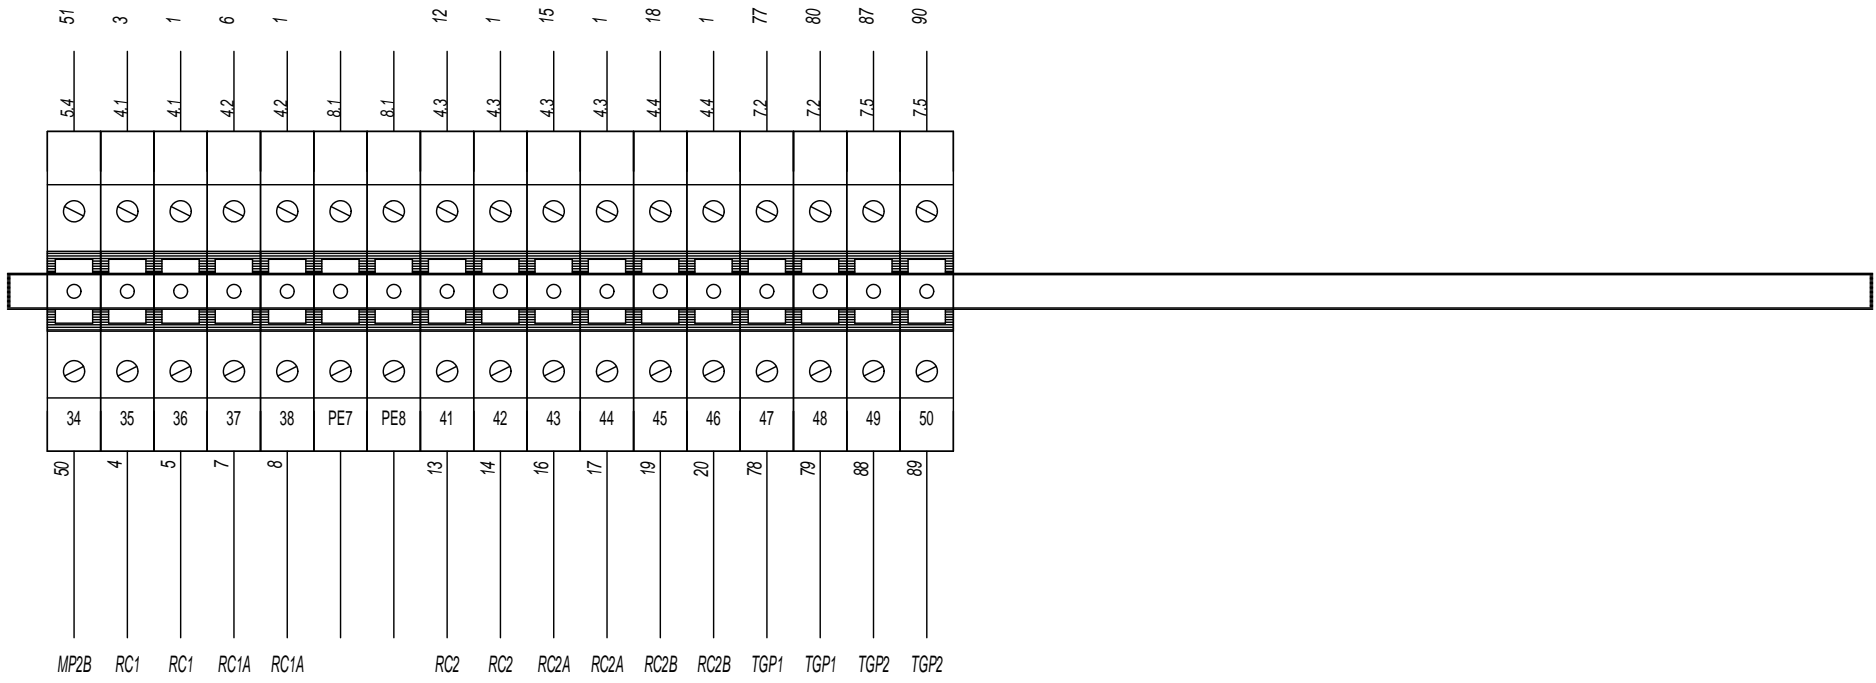 51 3 1 6 1 12 1 15 1 18 1 77 80 87 90
5.4 4.1 4.1 4.2 4.2 8.1 8.1 4.3 4.3 4.3 4.3 4.4 4.4 7.2 7.2 7.5 7.5
34 35 36 37 38 PE7 PE8 41 42 43 44 45 46 47 48 49 50
50 4 5 7 8 13 14 16 17 19 20 78 79 88 89
MP2B RC1 RC1 RC1A RC1A RC2 RC2 RC2A RC2A RC2B RC2B TGP1 TGP1 TGP2 TGP2